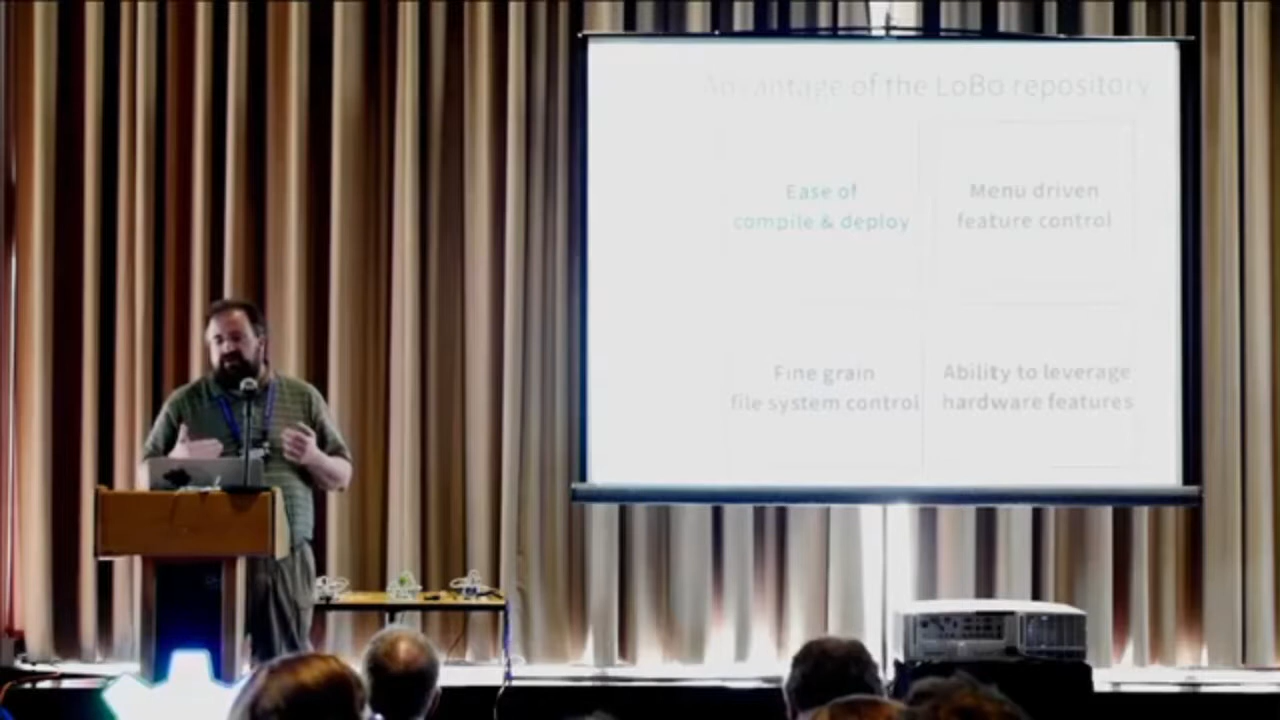 Advantage of the LoBo repository
Ease of
compile & deploy
Menu driven
feature control
Fine grain
file system control
Ability to leverage
hardware features